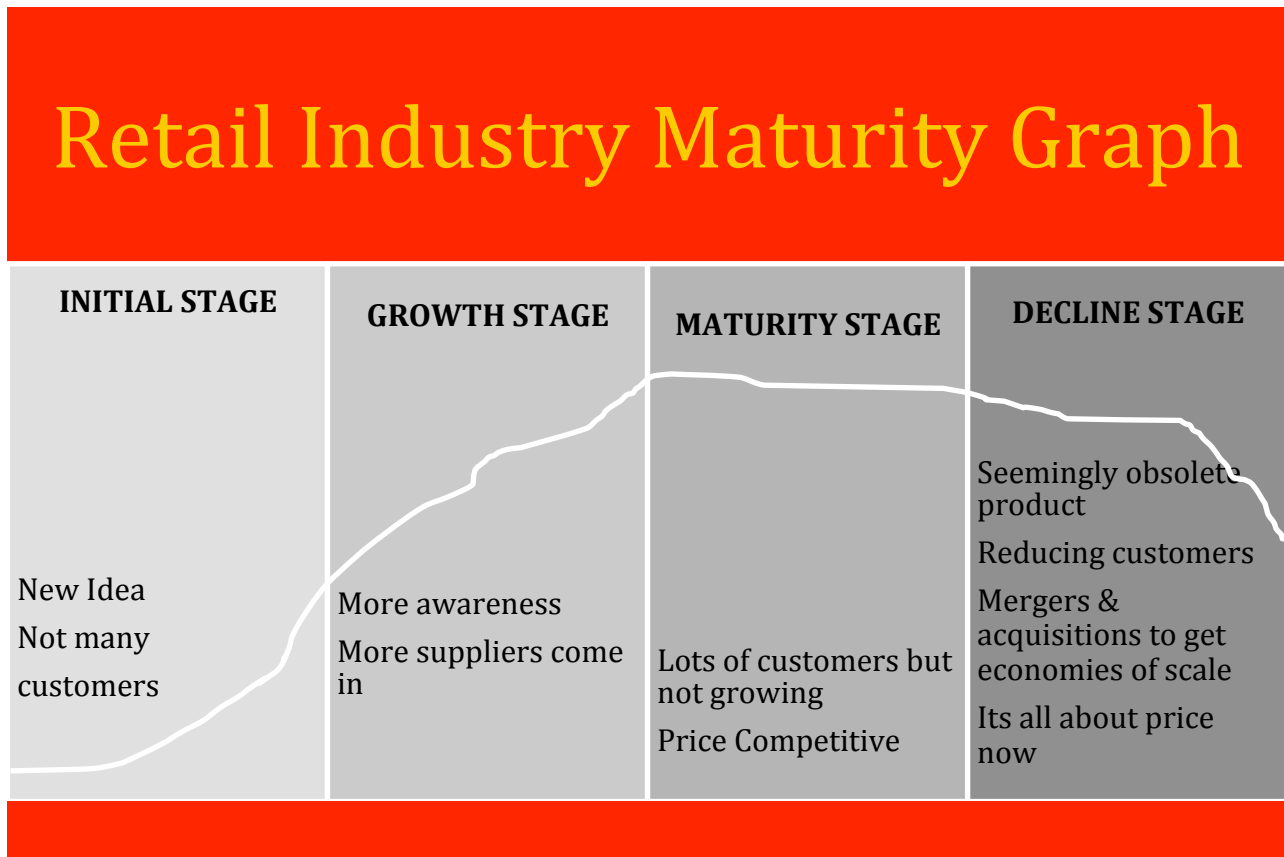 Retail Industry Maturity Graph
INITIAL STAGE
New Idea
Not many
customers
GROWTH STAGE
More awareness
More suppliers come
in
MATURITY STAGE
Lots of customers but
not growing
Price Competitive
DECLINE STAGE
Seemingly obsolete
product
Reducing customers
Mergers &
acquisitions to get
economies of scale
Its all about price
now